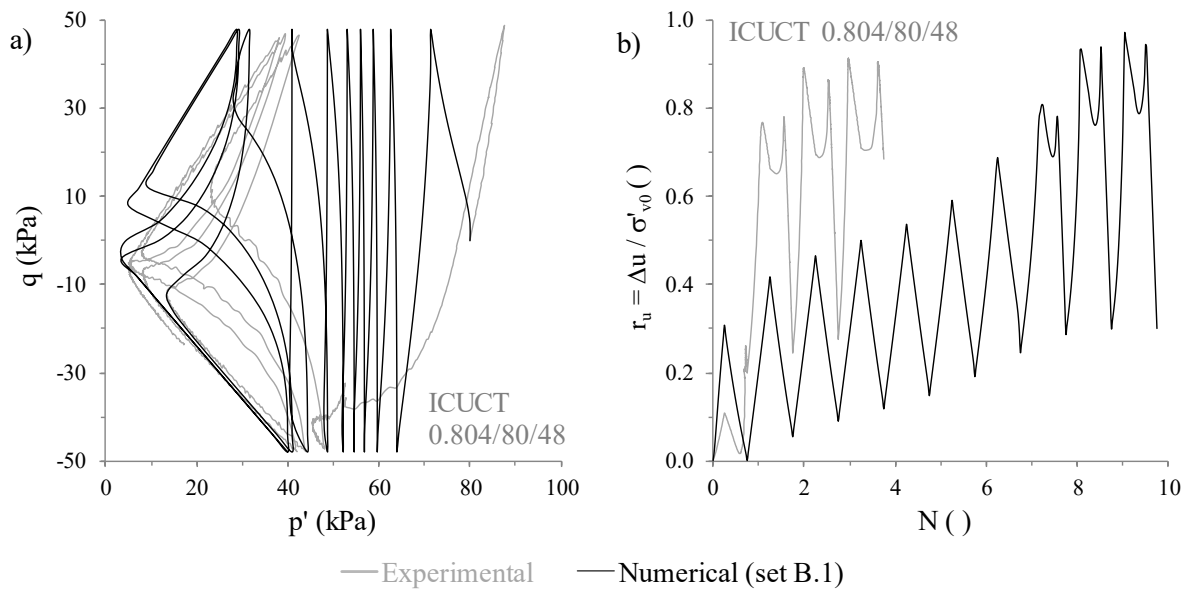 a)
50
30
10
-10
-30
-50
q (kPa)
0
20
40
60
80
100
p' (kPa)
ICUCT
0.804/80/48
b)
ICUCT 0.804/80/48
1.0
0.8
0.6
0.4
0.2
0.0
r_u = Δu / σ'_v0 ( )
0
2
4
6
8
10
N ( )
Experimental
Numerical (set B.1)